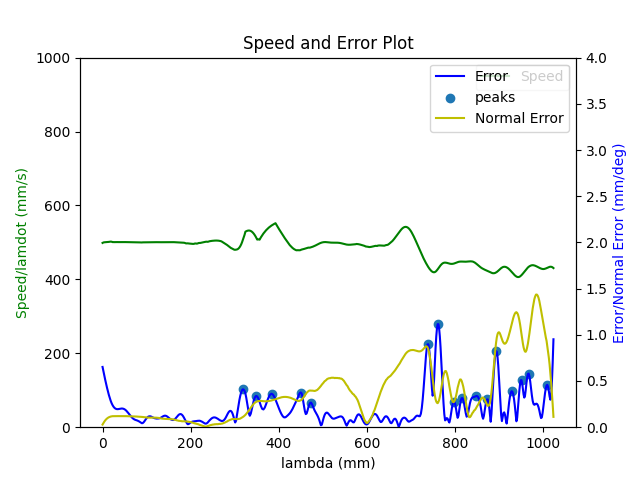 Speed and Error Plot
Error
Speed
peaks
Normal Error
1000
800
600
400
200
0
Speed/lamdot (mm/s)
4.0
3.5
3.0
2.5
2.0
1.5
1.0
0.5
0.0
Error/Normal Error (mm/deg)
0 200 400 600 800 1000
lambda (mm)